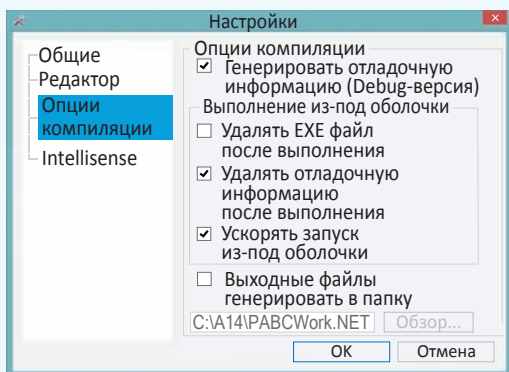 Настройки
Общие
Редактор
Опции
компиляции
Intellisense
Опции компиляции
Генерировать отладочную
информацию (Debug-версия)
Выполнение из-под оболочки
Удалять EXE файл
после выполнения
Удалять отладочную
информацию
после выполнения
Ускорять запуск
из-под оболочки
Выходные файлы
генерировать в папку
C:\A14\PABCWork.NET
Обзор...
OK
Отмена